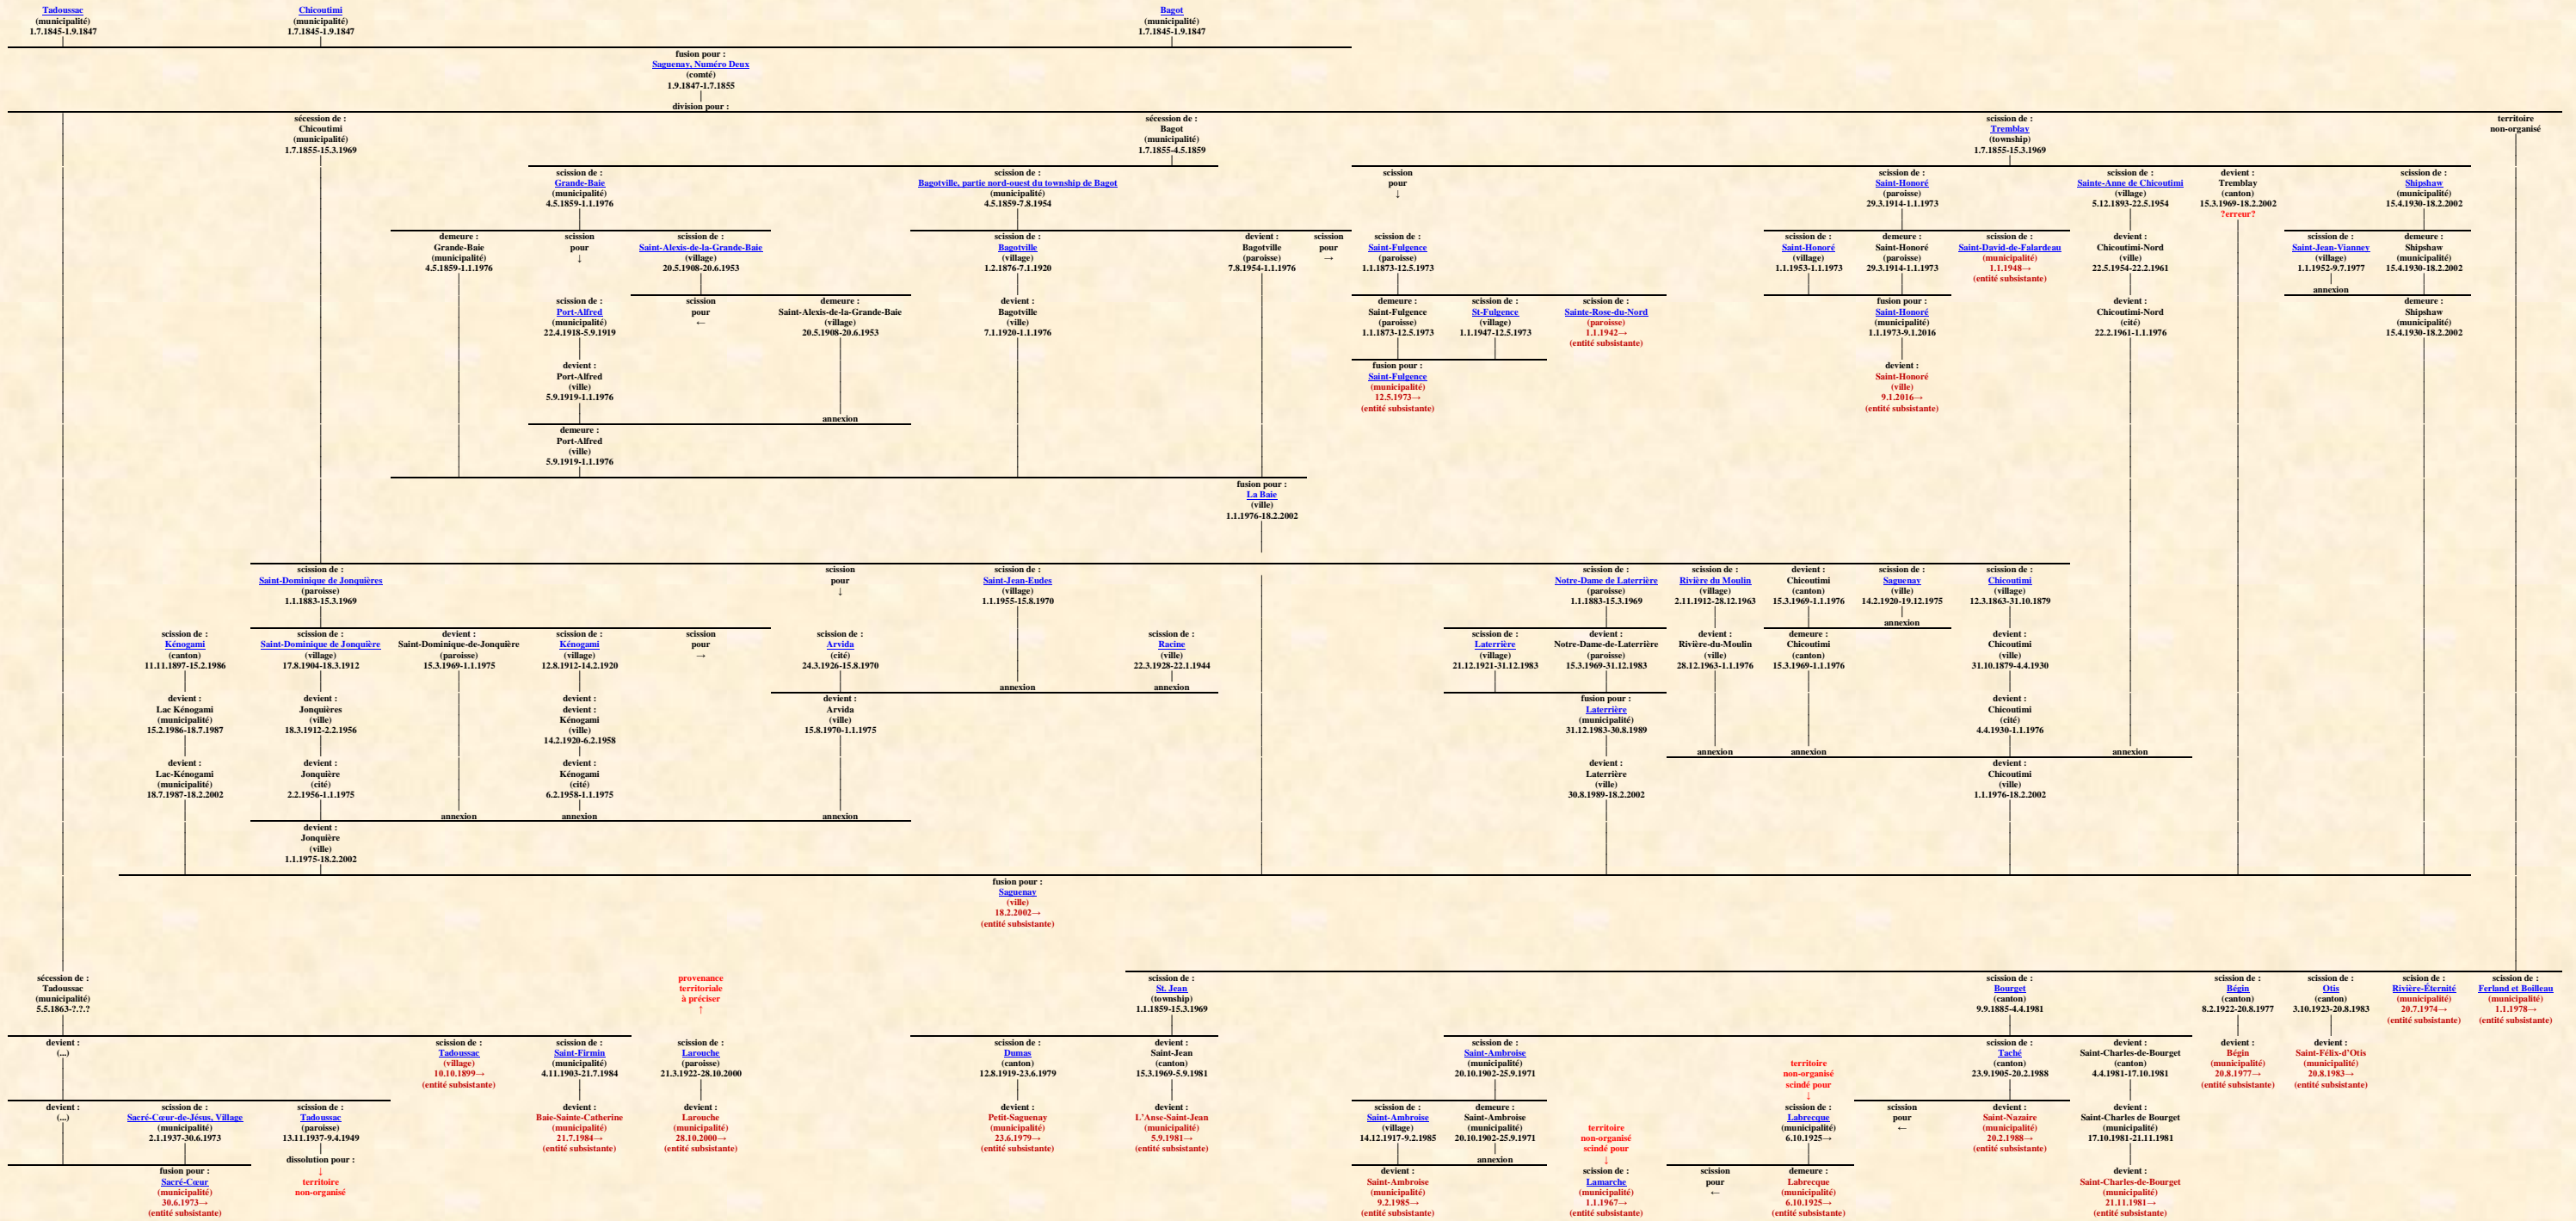 Tadoussac
(municipalité)
1.7.1845-1.9.1847
Chicoutimi
(municipalité)
1.7.1845-1.9.1847
Bagot
(municipalité)
1.7.1845-1.9.1847
fusion pour :
Saguenay, Numéro Deux
(comté)
1.9.1847-1.7.1855
division pour :
sécession de :
Chicoutimi
(municipalité)
1.7.1855-15.3.1969
sécession de :
Bagot
(municipalité)
1.7.1855-4.5.1859
scission de :
Tremblay
(township)
1.7.1855-15.3.1969
territoire
non-organisé
scission de :
Grande-Baie
(municipalité)
4.5.1859-1.1.1976
scission de :
Bagotville, partie nord-ouest du township de Bagot
(municipalité)
4.5.1859-7.8.1954
scission
pour
↓
scission de :
Saint-Honoré
(paroisse)
29.3.1914-1.1.1973
scission de :
Sainte-Anne de Chicoutimi
(village)
5.12.1893-22.5.1954
devient :
Tremblay
(canton)
15.3.1969-18.2.2002
?erreur?
scission de :
Shipshaw
(municipalité)
15.4.1930-18.2.2002
demeure :
Grande-Baie
(municipalité)
4.5.1859-1.1.1976
scission
pour
↓
scission de :
Saint-Alexis-de-la-Grande-Baie
(village)
20.5.1908-20.6.1953
scission de :
Bagotville
(village)
1.2.1876-7.1.1920
devient :
Bagotville
(paroisse)
7.8.1954-1.1.1976
scission
pour
→
scission de :
Saint-Fulgence
(paroisse)
1.1.1873-12.5.1973
scission de :
Saint-Honoré
(village)
1.1.1953-1.1.1973
demeure :
Saint-Honoré
(paroisse)
29.3.1914-1.1.1973
scission de :
Saint-David-de-Falardeau
(municipalité)
1.1.1948→
(entité subsistante)
devient :
Chicoutimi-Nord
(ville)
22.5.1954-22.2.1961
scission de :
Saint-Jean-Vianney
(village)
1.1.1952-9.7.1977
annexion
demeure :
Shipshaw
(municipalité)
15.4.1930-18.2.2002
scission de :
Port-Alfred
(municipalité)
22.4.1918-5.9.1919
scission
pour
←
demeure :
Saint-Alexis-de-la-Grande-Baie
(village)
20.5.1908-20.6.1953
devient :
Bagotville
(ville)
7.1.1920-1.1.1976
demeure :
Saint-Fulgence
(paroisse)
1.1.1873-12.5.1973
scission de :
St-Fulgence
(village)
1.1.1947-12.5.1973
scission de :
Sainte-Rose-du-Nord
(paroisse)
1.1.1942→
(entité subsistante)
fusion pour :
Saint-Honoré
(municipalité)
1.1.1973-9.1.2016
devient :
Chicoutimi-Nord
(cité)
22.2.1961-1.1.1976
demeure :
Shipshaw
(municipalité)
15.4.1930-18.2.2002
devient :
Port-Alfred
(ville)
5.9.1919-1.1.1976
annexion
fusion pour :
Saint-Fulgence
(municipalité)
12.5.1973→
(entité subsistante)
devient :
Saint-Honoré
(ville)
9.1.2016→
(entité subsistante)
demeure :
Port-Alfred
(ville)
5.9.1919-1.1.1976
fusion pour :
La Baie
(ville)
1.1.1976-18.2.2002
scission de :
Saint-Dominique de Jonquières
(paroisse)
1.1.1883-15.3.1969
scission
pour
↓
scission de :
Saint-Jean-Eudes
(village)
1.1.1955-15.8.1970
scission de :
Notre-Dame de Laterrière
(paroisse)
1.1.1883-15.3.1969
scission de :
Rivière du Moulin
(village)
2.11.1912-28.12.1963
devient :
Chicoutimi
(canton)
15.3.1969-1.1.1976
scission de :
Saguenay
(ville)
14.2.1920-19.12.1975
annexion
scission de :
Chicoutimi
(village)
12.3.1863-31.10.1879
scission de :
Kénogami
(canton)
11.11.1897-15.2.1986
scission de :
Saint-Dominique de Jonquière
(village)
17.8.1904-18.3.1912
devient :
Saint-Dominique-de-Jonquière
(paroisse)
15.3.1969-1.1.1975
scission de :
Kénogami
(village)
12.8.1912-14.2.1920
scission
pour
→
scission de :
Arvida
(cité)
24.3.1926-15.8.1970
annexion
scission de :
Racine
(ville)
22.3.1928-22.1.1944
annexion
scission de :
Laterrière
(village)
21.12.1921-31.12.1983
devient :
Notre-Dame-de-Laterrière
(paroisse)
15.3.1969-31.12.1983
devient :
Rivière-du-Moulin
(ville)
28.12.1963-1.1.1976
demeure :
Chicoutimi
(canton)
15.3.1969-1.1.1976
devient :
Chicoutimi
(ville)
31.10.1879-4.4.1930
devient :
Lac Kénogami
(municipalité)
15.2.1986-18.7.1987
devient :
Jonquières
(ville)
18.3.1912-2.2.1956
devient :
devient :
Kénogami
(ville)
14.2.1920-6.2.1958
devient :
Arvida
(ville)
15.8.1970-1.1.1975
fusion pour :
Laterrière
(municipalité)
31.12.1983-30.8.1989
annexion
annexion
devient :
Chicoutimi
(cité)
4.4.1930-1.1.1976
annexion
devient :
Lac-Kénogami
(municipalité)
18.7.1987-18.2.2002
devient :
Jonquière
(cité)
2.2.1956-1.1.1975
annexion
devient :
Kénogami
(cité)
6.2.1958-1.1.1975
annexion
annexion
devient :
Laterrière
(ville)
30.8.1989-18.2.2002
devient :
Chicoutimi
(ville)
1.1.1976-18.2.2002
devient :
Jonquière
(ville)
1.1.1975-18.2.2002
fusion pour :
Saguenay
(ville)
18.2.2002→
(entité subsistante)
sécession de :
Tadoussac
(municipalité)
5.5.1863-?.?.?
provenance
territoriale
à préciser
↑
scission de :
St. Jean
(township)
1.1.1859-15.3.1969
scission de :
Bourget
(canton)
9.9.1885-4.4.1981
scission de :
Bégin
(canton)
8.2.1922-20.8.1977
scission de :
Otis
(canton)
3.10.1923-20.8.1983
scision de :
Rivière-Éternité
(municipalité)
20.7.1974→
(entité subsistante)
scission de :
Ferland et Boilleau
(municipalité)
1.1.1978→
(entité subsistante)
devient :
(...)
scission de :
Tadoussac
(village)
10.10.1899→
(entité subsistante)
scission de :
Saint-Firmin
(municipalité)
4.11.1903-21.7.1984
scission de :
Larouche
(paroisse)
21.3.1922-28.10.2000
scission de :
Dumas
(canton)
12.8.1919-23.6.1979
devient :
Saint-Jean
(canton)
15.3.1969-5.9.1981
scission de :
Saint-Ambroise
(municipalité)
20.10.1902-25.9.1971
territoire
non-organisé
scindé pour
↓
scission de :
Taché
(canton)
23.9.1905-20.2.1988
devient :
Saint-Charles-de-Bourget
(canton)
4.4.1981-17.10.1981
devient :
Bégin
(municipalité)
20.8.1977→
(entité subsistante)
devient :
Saint-Félix-d'Otis
(municipalité)
20.8.1983→
(entité subsistante)
devient :
(...)
scission de :
Sacré-Cœur-de-Jésus, Village
(municipalité)
2.1.1937-30.6.1973
scission de :
Tadoussac
(paroisse)
13.11.1937-9.4.1949
dissolution pour :
↓
territoire
non-organisé
devient :
Baie-Sainte-Catherine
(municipalité)
21.7.1984→
(entité subsistante)
devient :
Larouche
(municipalité)
28.10.2000→
(entité subsistante)
devient :
Petit-Saguenay
(municipalité)
23.6.1979→
(entité subsistante)
devient :
L'Anse-Saint-Jean
(municipalité)
5.9.1981→
(entité subsistante)
scission de :
Saint-Ambroise
(village)
14.12.1917-9.2.1985
demeure :
Saint-Ambroise
(municipalité)
20.10.1902-25.9.1971
annexion
territoire
non-organisé
scindé pour
↓
scission de :
Labrecque
(municipalité)
6.10.1925→
scission
pour
←
devient :
Saint-Nazaire
(municipalité)
20.2.1988→
(entité subsistante)
devient :
Saint-Charles de Bourget
(municipalité)
17.10.1981-21.11.1981
fusion pour :
Sacré-Cœur
(municipalité)
30.6.1973→
(entité subsistante)
devient :
Saint-Ambroise
(municipalité)
9.2.1985→
(entité subsistante)
scission de :
Lamarche
(municipalité)
1.1.1967→
(entité subsistante)
scission
pour
←
demeure :
Labrecque
(municipalité)
6.10.1925→
(entité subsistante)
devient :
Saint-Charles-de-Bourget
(municipalité)
21.11.1981→
(entité subsistante)